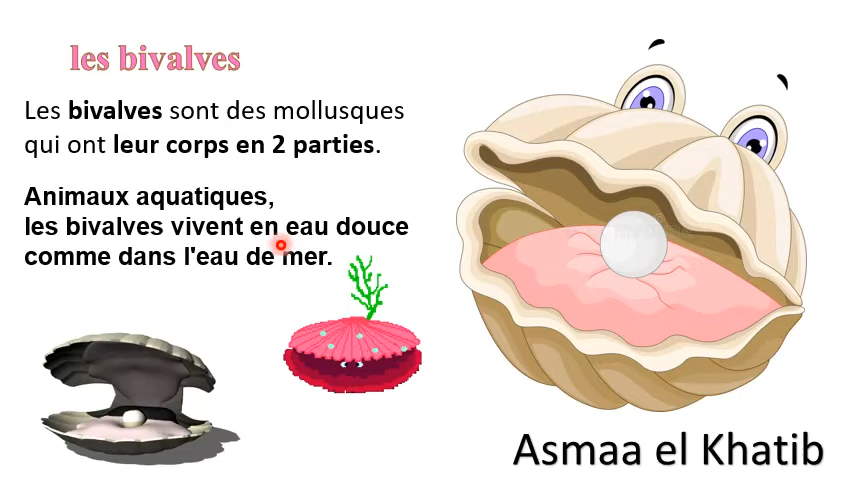 les bivalves
Les bivalves sont des mollusques
qui ont leur corps en 2 parties.
Animaux aquatiques,
les bivalves vivent en eau douce
comme dans l'eau de mer.
Asmaa el Khatib